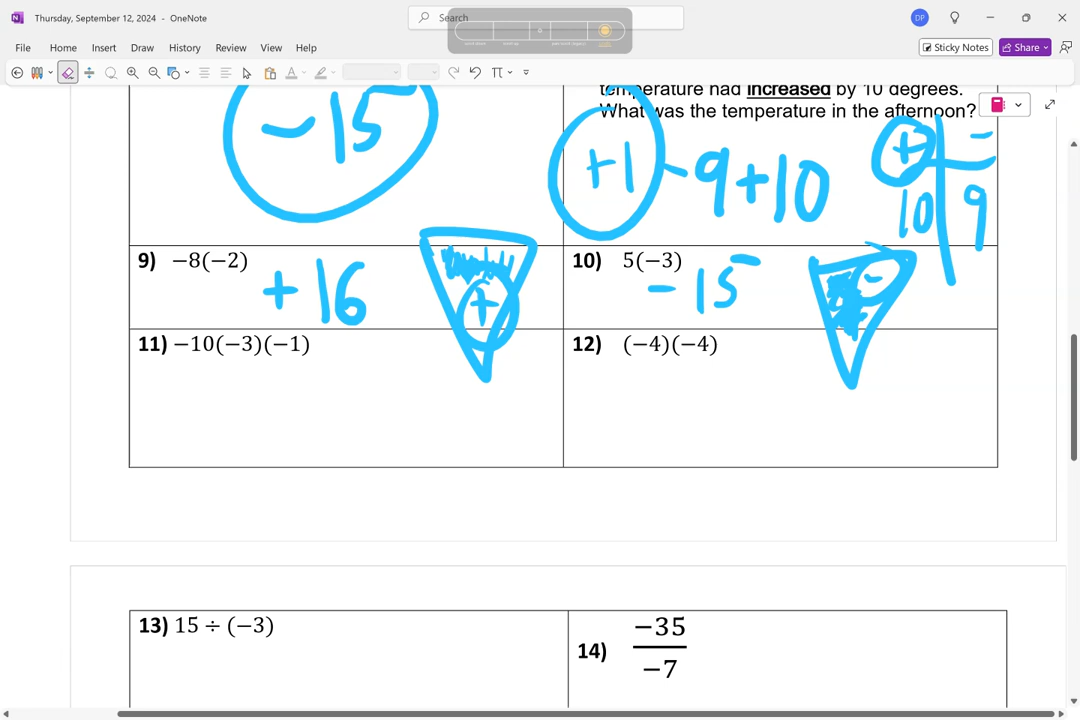 Thursday, September 12, 2024 - OneNote
Search
DP
File Home Insert Draw History Review View Help
Sticky Notes
Share
temperature had increased by 10 degrees.
What was the temperature in the afternoon?
-15
+1 -9+10
+ -
10 9
9) −8(−2)
+16
+
10) 5(−3)
-15
-
11) −10(−3)(−1)
12) (−4)(−4)
13) 15 ÷ (−3)
14) −35
−7